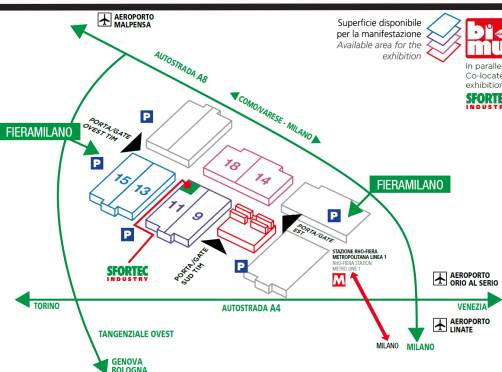 AEROPORTO
MALPENSA
Superficie disponibile
per la manifestazione
Available area for the
exhibition
bi-
mu
In paralle
Co-locate
exhibition
SFORTEC
INDUSTR
AUTOSTRADA A8
COMO/VARESE - MILANO
PORTA/GATE
OVEST TIM
P
FIERAMILANO
P
18
14
15
13
FIERAMILANO
11
9
P
P
PORTA/GATE
EST
SFORTEC
INDUSTRY
PORTA/GATE
SUD TIM
P
STAZIONE RHO-FIERA
METROPOLITANA LINEA 1
RHO-FIERA STATION
METRO LINE 1
M
AEROPORTO
ORIO AL SERIO
TORINO
AUTOSTRADA A4
VENEZIA
AEROPORTO
LINATE
TANGENZIALE OVEST
MILANO
MILANO
GENOVA
BOLOGNA